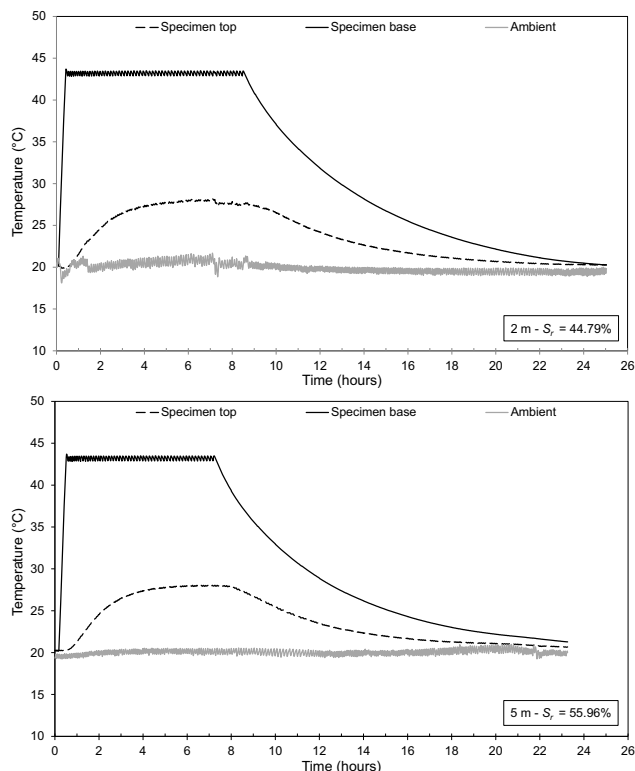 Specimen top Specimen base Ambient
50
45
40
35
30
25
20
15
10
Temperature (°C)
0 2 4 6 8 10 12 14 16 18 20 22 24 26
Time (hours)
2 m - Sᵣ = 44.79%
Specimen top Specimen base Ambient
50
45
40
35
30
25
20
15
10
Temperature (°C)
0 2 4 6 8 10 12 14 16 18 20 22 24 26
Time (hours)
5 m - Sᵣ = 55.96%